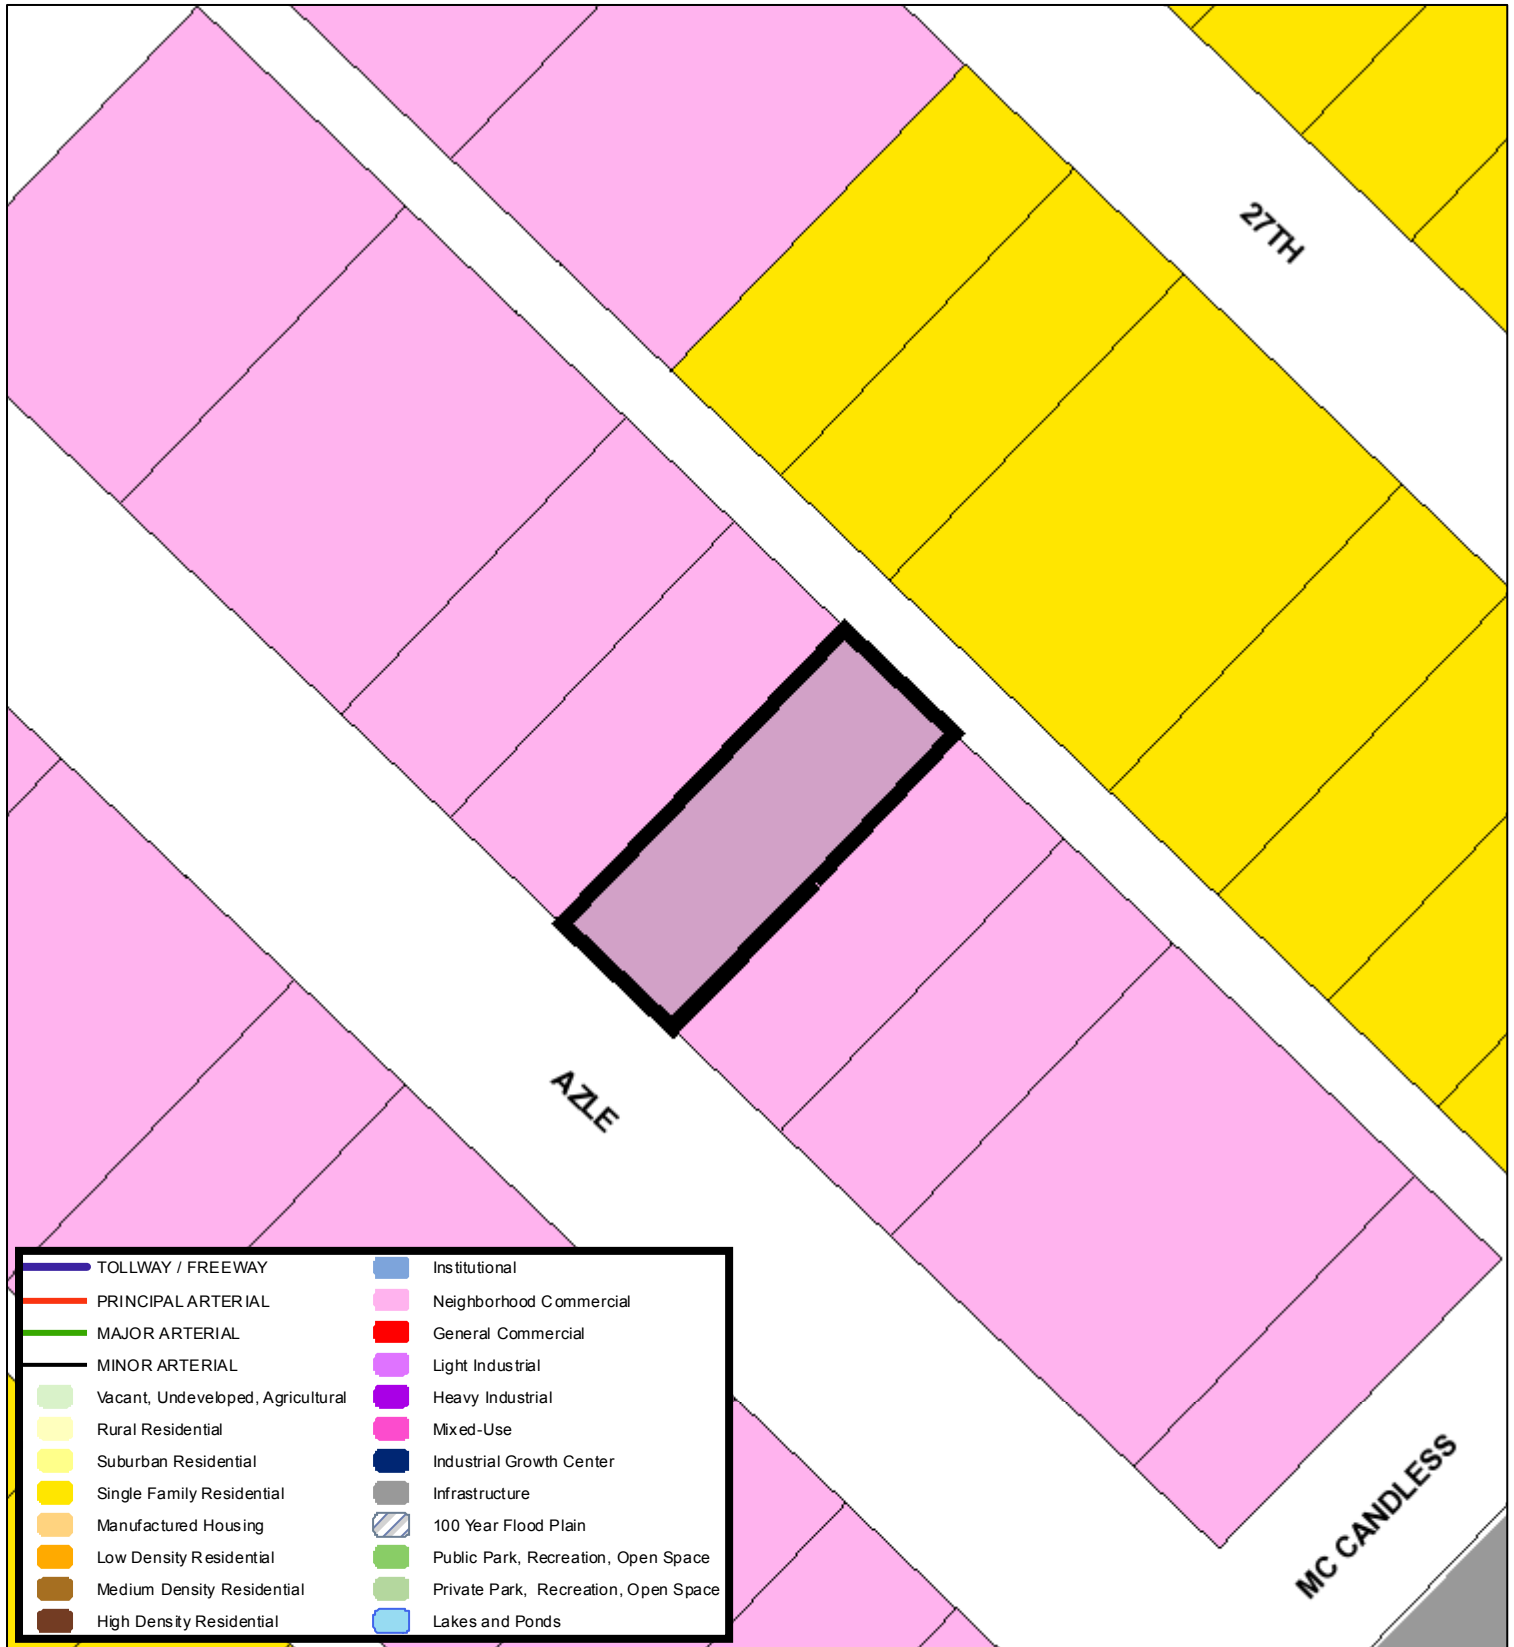 27TH
AZLE
MC CANDLESS
TOLLWAY / FREEWAY
PRINCIPAL ARTERIAL
MAJOR ARTERIAL
MINOR ARTERIAL
Vacant, Undeveloped, Agricultural
Rural Residential
Suburban Residential
Single Family Residential
Manufactured Housing
Low Density Residential
Medium Density Residential
High Density Residential
Institutional
Neighborhood Commercial
General Commercial
Light Industrial
Heavy Industrial
Mixed-Use
Industrial Growth Center
Infrastructure
100 Year Flood Plain
Public Park, Recreation, Open Space
Private Park, Recreation, Open Space
Lakes and Ponds